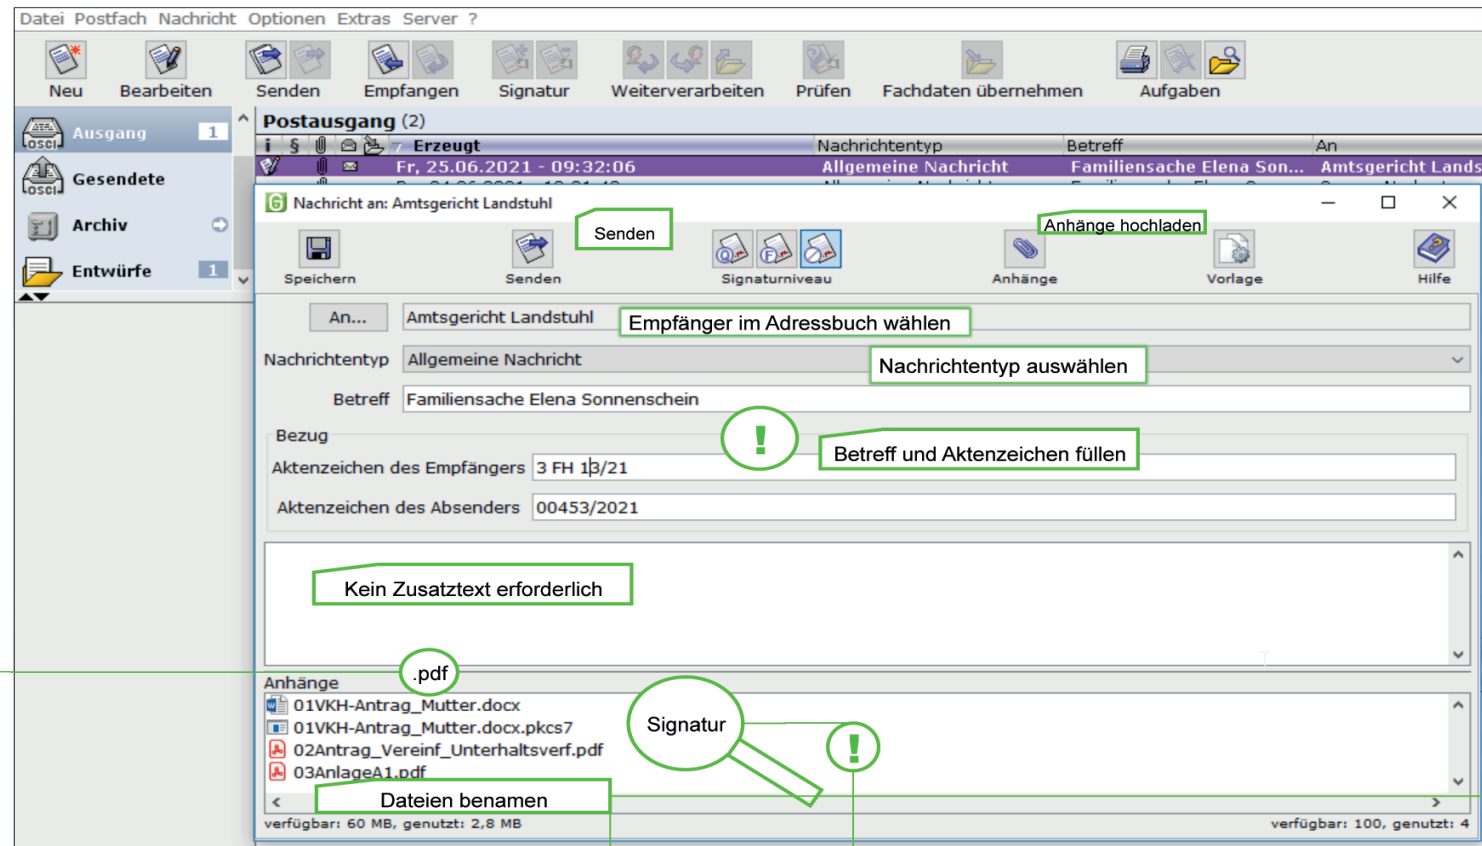 Datei Postfach Nachricht Optionen Extras Server ?
Neu Bearbeiten Senden Empfangen Signatur Weiterverarbeiten Prüfen Fachdaten übernehmen Aufgaben
Ausgang 1
Gesendete
Archiv
Entwürfe 1
Postausgang (2)
i § Erzeugt Nachrichtentyp Betreff An
Fr, 25.06.2021 - 09:32:06 Allgemeine Nachricht Familiensache Elena Son... Amtsgericht Lands
Nachricht an: Amtsgericht Landstuhl
Senden
Anhänge hochladen
Speichern Senden Signaturniveau Anhänge Vorlage Hilfe
An... Amtsgericht Landstuhl Empfänger im Adressbuch wählen
Nachrichtentyp Allgemeine Nachricht Nachrichtentyp auswählen
Betreff Familiensache Elena Sonnenschein
Bezug
! Betreff und Aktenzeichen füllen
Aktenzeichen des Empfängers 3 FH 13/21
Aktenzeichen des Absenders 00453/2021
Kein Zusatztext erforderlich
.pdf
Anhänge
01VKH-Antrag_Mutter.docx
01VKH-Antrag_Mutter.docx.pkcs7
Signatur
!
02Antrag_Vereinf_Unterhaltsverf.pdf
03AnlageA1.pdf
Dateien benamen
verfügbar: 60 MB, genutzt: 2,8 MB verfügbar: 100, genutzt: 4